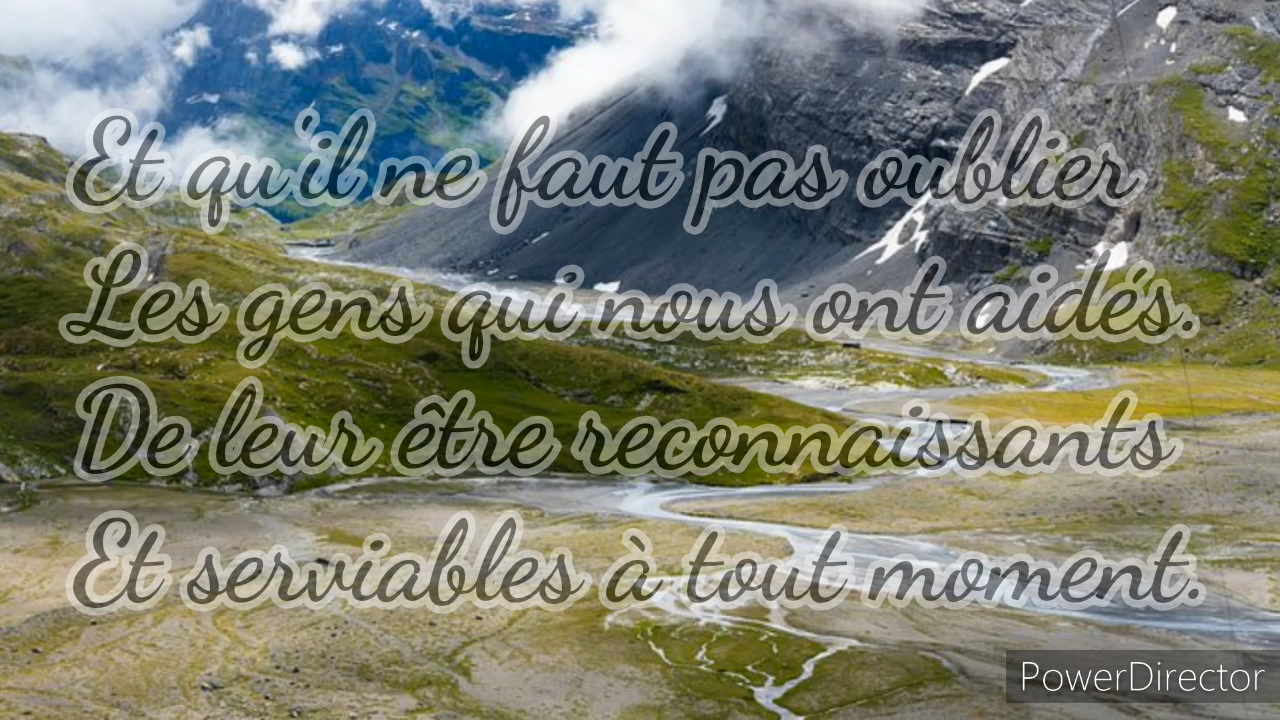 Et qu'il ne faut pas oublier
Les gens qui nous ont aidés.
De leur être reconnaissants
Et serviables à tout moment.
PowerDirector